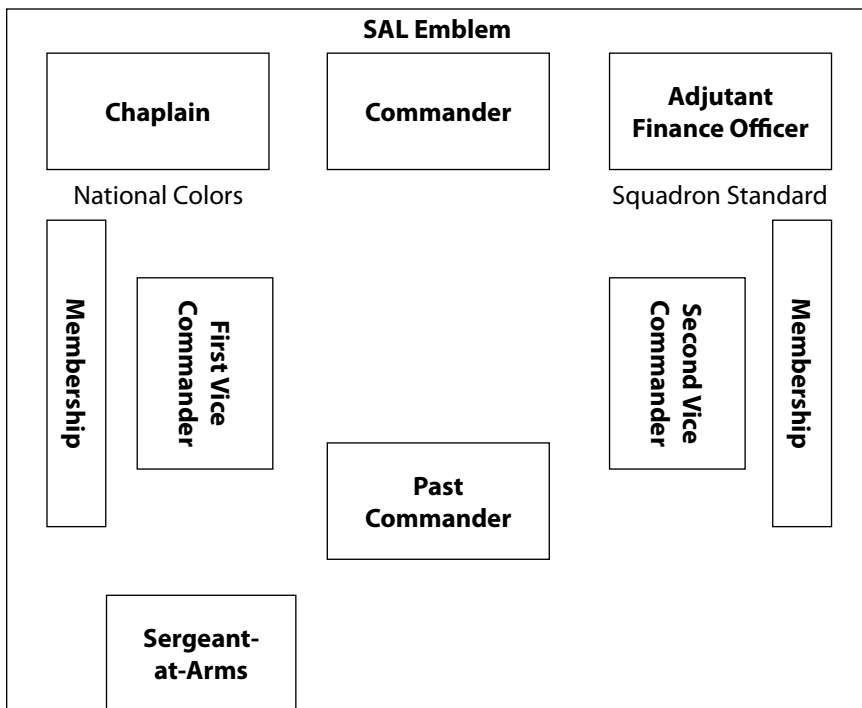 SAL Emblem
Chaplain
Commander
Adjutant
Finance Officer
National Colors
Squadron Standard
Membership
First Vice
Commander
Second Vice
Commander
Membership
Past
Commander
Sergeant-
at-Arms